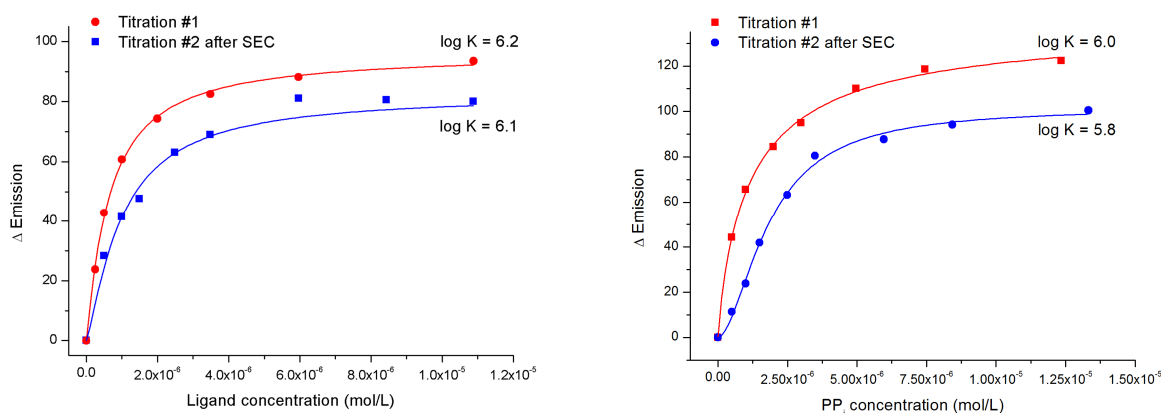 Titration #1
Titration #2 after SEC
log K = 6.2
log K = 6.1
100
80
60
40
20
0
Δ Emission
0.0 2.0x10⁻⁶ 4.0x10⁻⁶ 6.0x10⁻⁶ 8.0x10⁻⁶ 1.0x10⁻⁵ 1.2x10⁻⁵
Ligand concentration (mol/L)
Titration #1
Titration #2 after SEC
log K = 6.0
log K = 5.8
120
100
80
60
40
20
0
Δ Emission
0.00 2.50x10⁻⁶ 5.00x10⁻⁶ 7.50x10⁻⁶ 1.00x10⁻⁵ 1.25x10⁻⁵ 1.50x10⁻⁵
PPᵢ concentration (mol/L)